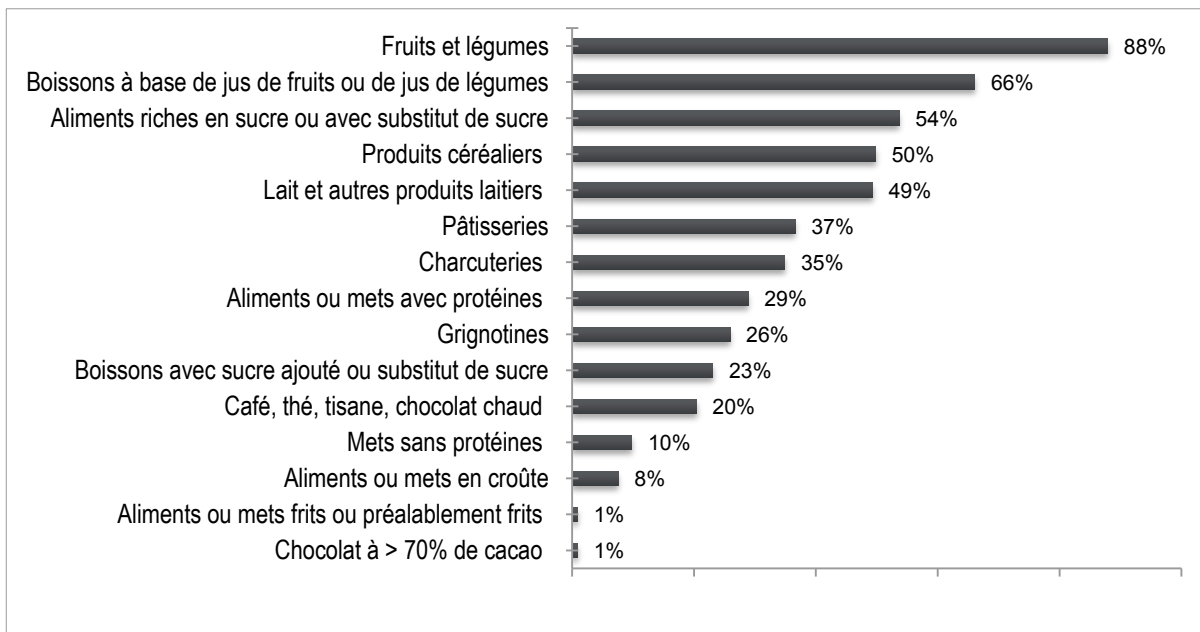 Fruits et légumes 88%
Boissons à base de jus de fruits ou de jus de légumes 66%
Aliments riches en sucre ou avec substitut de sucre 54%
Produits céréaliers 50%
Lait et autres produits laitiers 49%
Pâtisseries 37%
Charcuteries 35%
Aliments ou mets avec protéines 29%
Grignotines 26%
Boissons avec sucre ajouté ou substitut de sucre 23%
Café, thé, tisane, chocolat chaud 20%
Mets sans protéines 10%
Aliments ou mets en croûte 8%
Aliments ou mets frits ou préalablement frits 1%
Chocolat à > 70% de cacao 1%